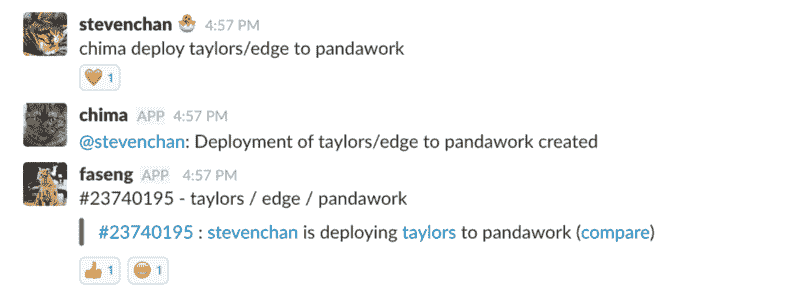 stevenchan 4:57 PM
chima deploy taylors/edge to pandawork
1
chima APP 4:57 PM
@stevenchan: Deployment of taylors/edge to pandawork created
faseng APP 4:57 PM
#23740195 - taylors / edge / pandawork
#23740195 : stevenchan is deploying taylors to pandawork (compare)
1 1